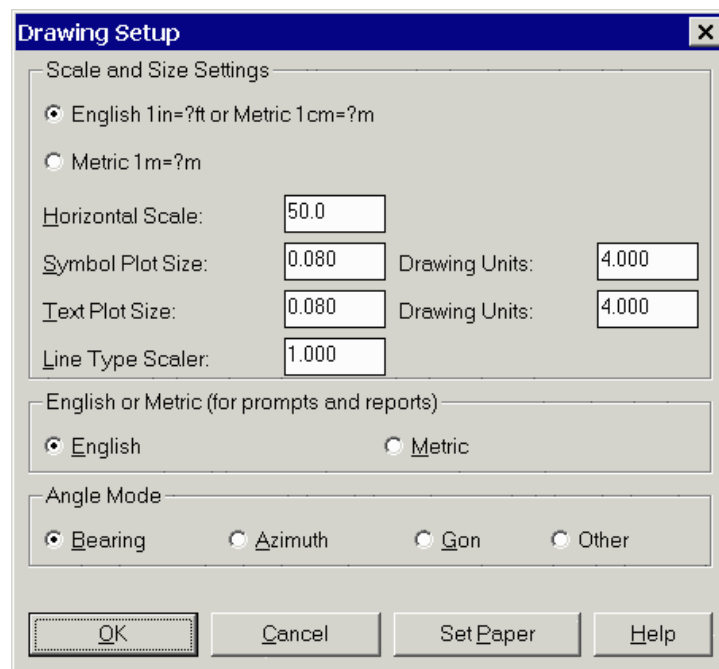 Drawing Setup
Scale and Size Settings
English 1in=?ft or Metric 1cm=?m
Metric 1m=?m
Horizontal Scale: 50.0
Symbol Plot Size: 0.080 Drawing Units: 4.000
Text Plot Size: 0.080 Drawing Units: 4.000
Line Type Scaler: 1.000
English or Metric (for prompts and reports)
English Metric
Angle Mode
Bearing Azimuth Gon Other
OK Cancel Set Paper Help